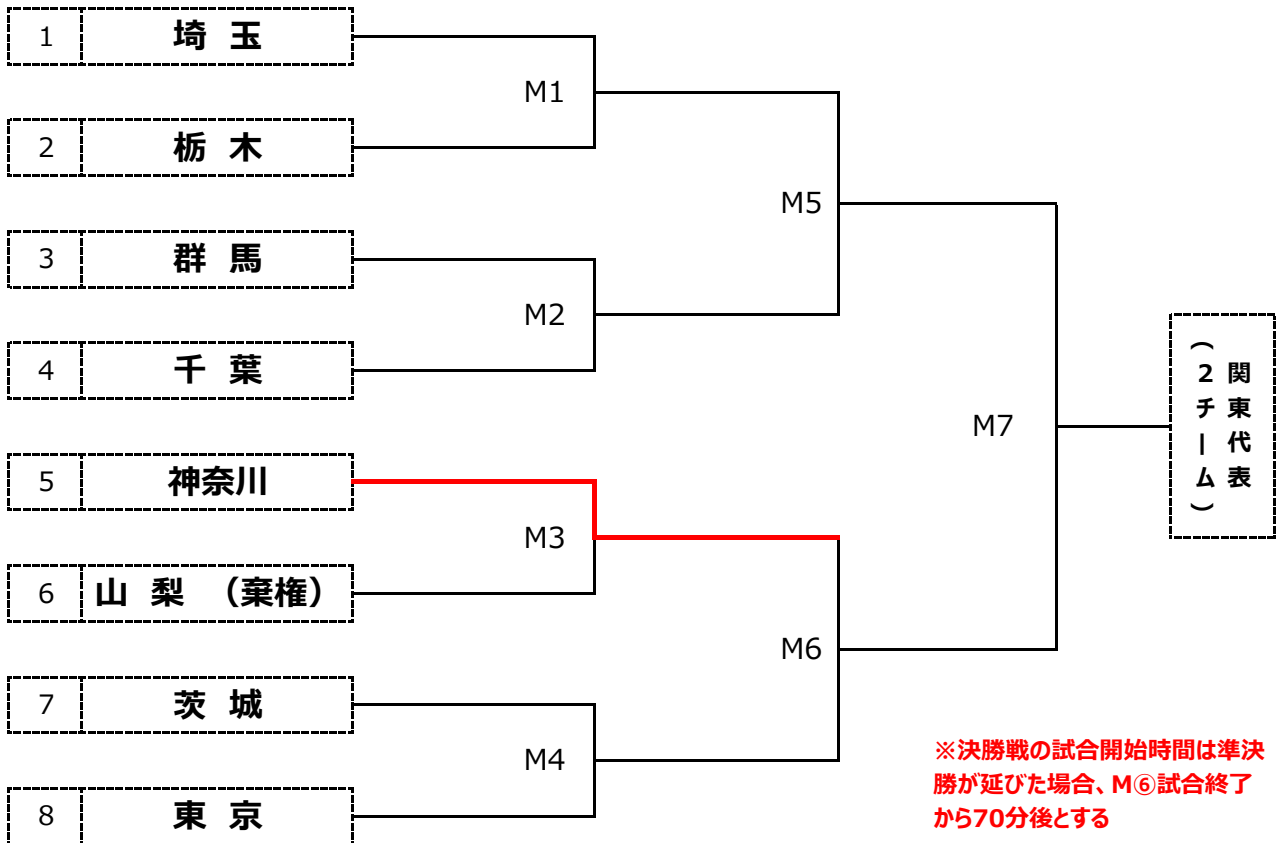 1 埼 玉
M1
2 栃 木
M5
3 群 馬
M2
4 千 葉
関東代表
(2チーム)
M7
5 神奈川
M3
6 山 梨 （棄権）
M6
7 茨 城
M4
8 東 京
※決勝戦の試合開始時間は準決
勝が延びた場合、M⑥試合終了
から70分後とする